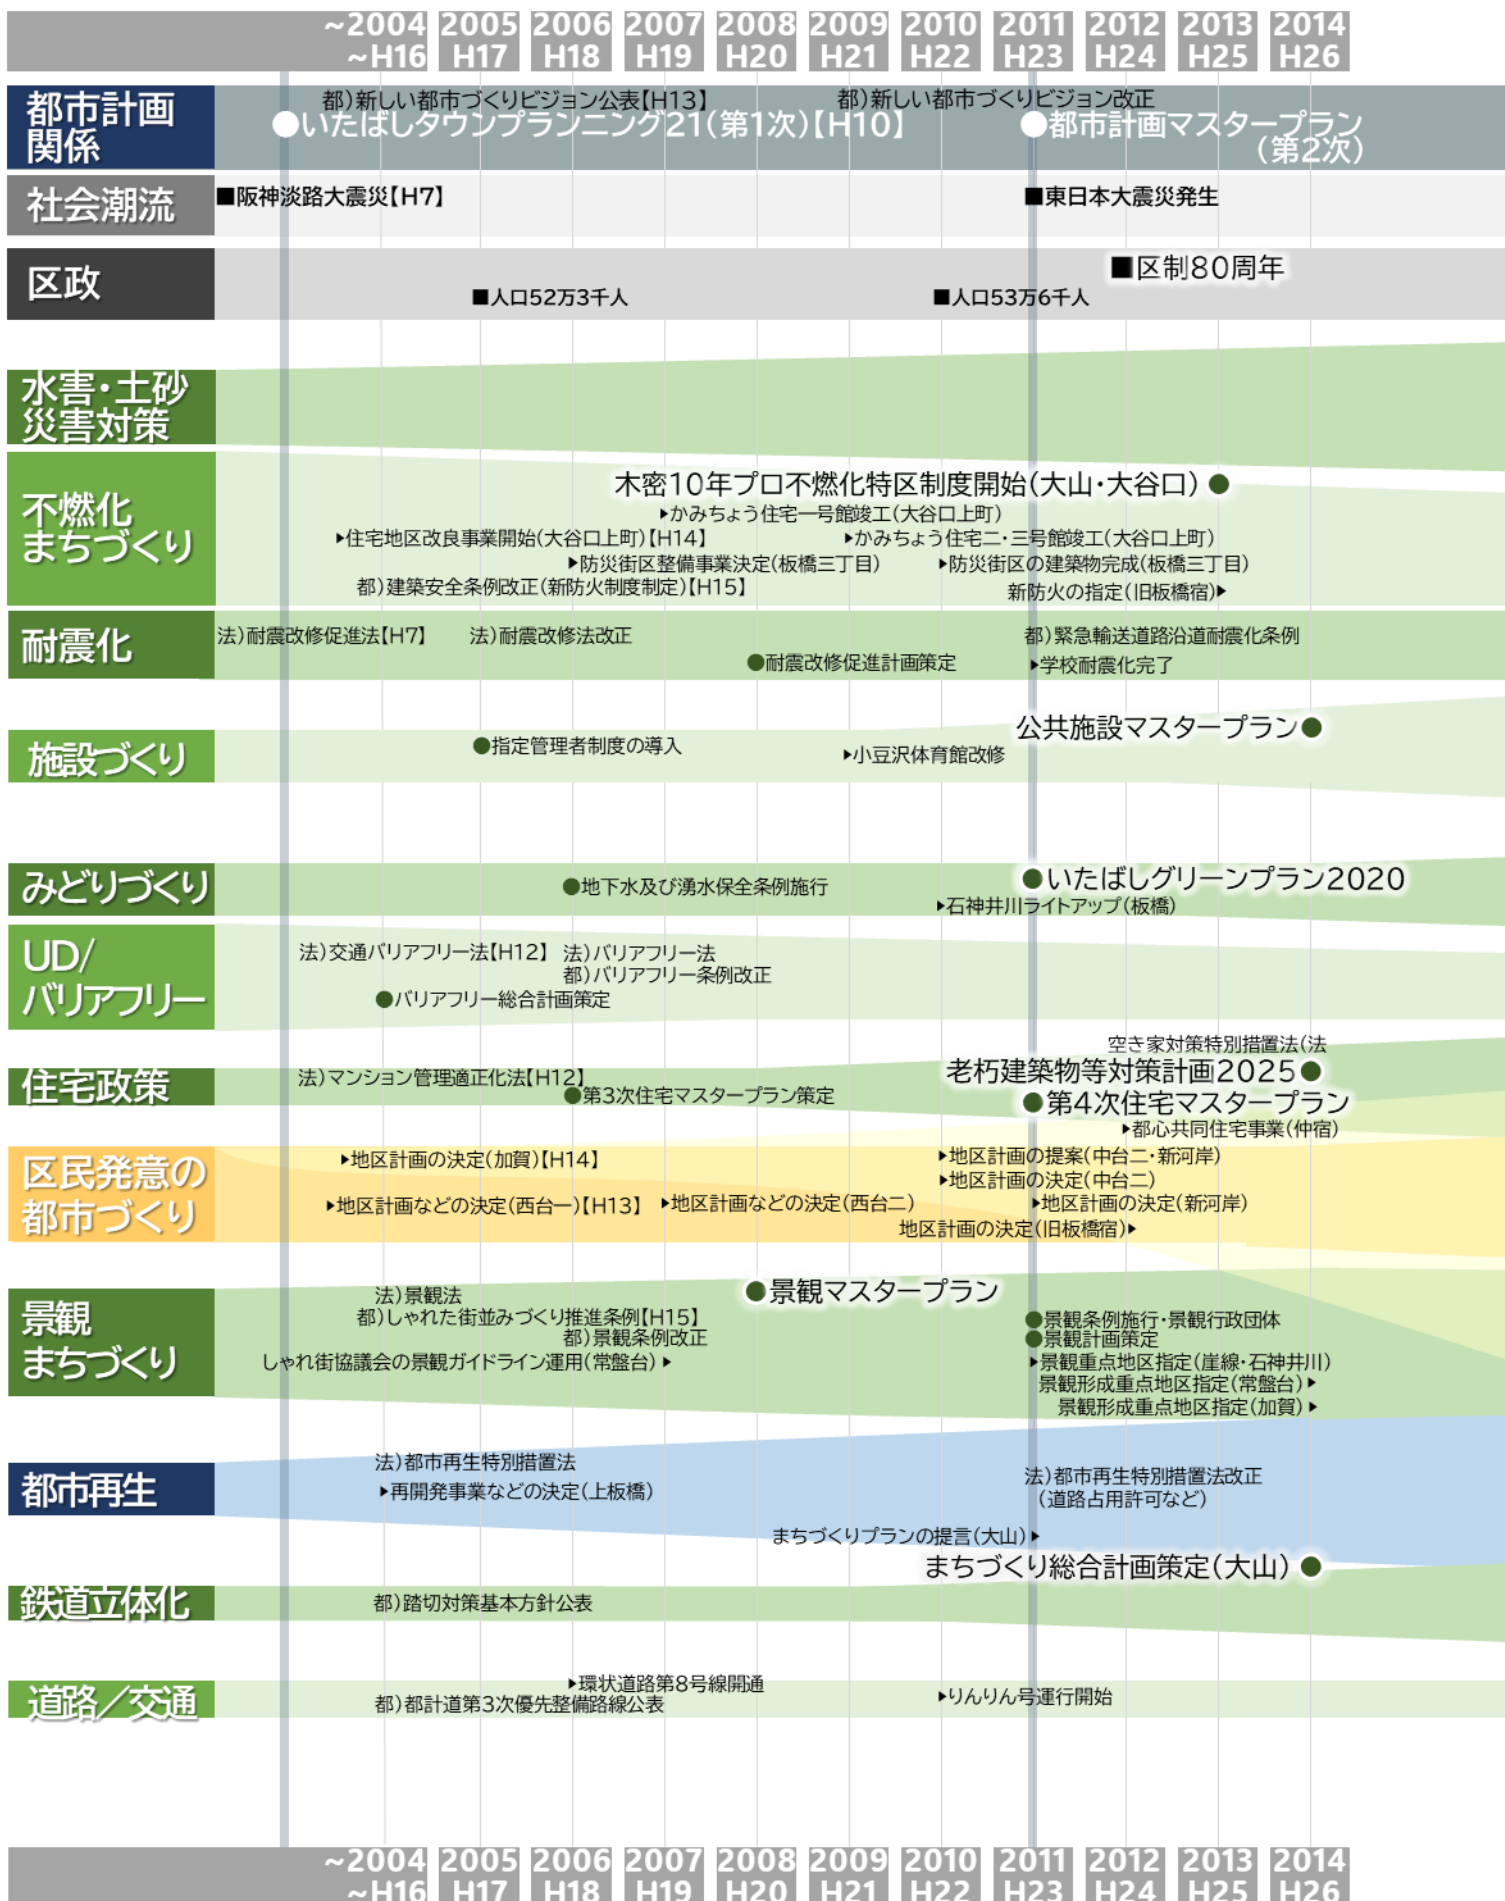 ~2004 2005 2006 2007 2008 2009 2010 2011 2012 2013 2014
~H16 H17 H18 H19 H20 H21 H22 H23 H24 H25 H26
都市計画
関係
都）新しい都市づくりビジョン公表【H13】
都）新しい都市づくりビジョン改正
●いたばしタウンプランニング21（第1次）【H10】
●都市計画マスタープラン
（第2次）
社会潮流
■阪神淡路大震災【H7】
■東日本大震災発生
区政
■区制80周年
■人口52万3千人
■人口53万6千人
水害・土砂
災害対策
不燃化
まちづくり
木密10年プロ不燃化特区制度開始（大山・大谷口）●
▶かみちょう住宅一号館竣工（大谷口上町）
▶住宅地区改良事業開始（大谷口上町）【H14】
▶かみちょう住宅二・三号館竣工（大谷口上町）
▶防災街区整備事業決定（板橋三丁目）
▶防災街区の建築物完成（板橋三丁目）
都）建築安全条例改正（新防火制度制定）【H15】
新防火の指定（旧板橋宿）▶
耐震化
法）耐震改修促進法【H7】
法）耐震改修法改正
都）緊急輸送道路沿道耐震化条例
●耐震改修促進計画策定
▶学校耐震化完了
施設づくり
公共施設マスタープラン●
●指定管理者制度の導入
▶小豆沢体育館改修
みどりづくり
●地下水及び湧水保全条例施行
●いたばしグリーンプラン2020
▶石神井川ライトアップ（板橋）
UD/
バリアフリー
法）交通バリアフリー法【H12】
法）バリアフリー法
都）バリアフリー条例改正
●バリアフリー総合計画策定
住宅政策
空き家対策特別措置法（法
老朽建築物等対策計画2025●
法）マンション管理適正化法【H12】
●第3次住宅マスタープラン策定
●第4次住宅マスタープラン
▶都心共同住宅事業（仲宿）
区民発意の
都市づくり
▶地区計画の決定（加賀）【H14】
▶地区計画の提案（中台二・新河岸）
▶地区計画の決定（中台二）
▶地区計画などの決定（西台一）【H13】
▶地区計画などの決定（西台二）
▶地区計画の決定（新河岸）
地区計画の決定（旧板橋宿）▶
景観
まちづくり
法）景観法
●景観マスタープラン
都）しゃれた街並みづくり推進条例【H15】
都）景観条例改正
しゃれ街協議会の景観ガイドライン運用（常盤台）▶
●景観条例施行・景観行政団体
●景観計画策定
▶景観重点地区指定（崖線・石神井川）
景観形成重点地区指定（常盤台）▶
景観形成重点地区指定（加賀）▶
都市再生
法）都市再生特別措置法
▶再開発事業などの決定（上板橋）
法）都市再生特別措置法改正
（道路占用許可など）
まちづくりプランの提言（大山）▶
まちづくり総合計画策定（大山）●
鉄道立体化
都）踏切対策基本方針公表
道路／交通
▶環状道路第8号線開通
都）都計道第3次優先整備路線公表
▶りんりん号運行開始
~2004 2005 2006 2007 2008 2009 2010 2011 2012 2013 2014
~H16 H17 H18 H19 H20 H21 H22 H23 H24 H25 H26